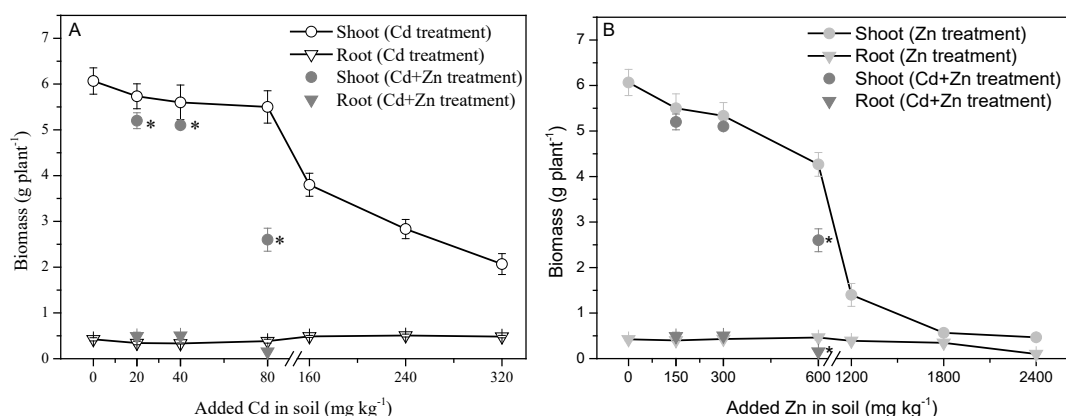 A
Shoot (Cd treatment)
Root (Cd treatment)
Shoot (Cd+Zn treatment)
Root (Cd+Zn treatment)
7
6
5
4
3
2
1
0
* * * 
Biomass (g plant-1)
0 20 40 80 160 240 320
Added Cd in soil (mg kg-1)
B
Shoot (Zn treatment)
Root (Zn treatment)
Shoot (Cd+Zn treatment)
Root (Cd+Zn treatment)
7
6
5
4
3
2
1
0
*
*
Biomass (g plant-1)
0 150 300 600 1200 1800 2400
Added Zn in soil (mg kg-1)